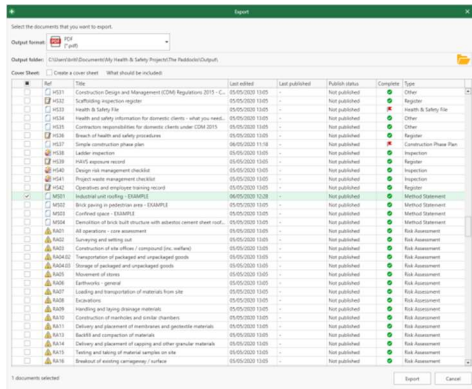 Export
Select the documents that you want to export.
Output format: PDF (*.pdf)
Output folder: C:\Users\britt\Documents\My Health & Safety Projects\The Paddocks\Output\
Cover Sheet: Create a cover sheet What should be included:
Ref Title Last edited Last published Publish status Complete Type
HS31 Construction Design and Management (CDM) Regulations 2015 - C... 05/05/2020 13:05 - Not published Other
HS32 Scaffolding inspection register 05/05/2020 13:05 - Not published Register
HS33 Health & Safety File 05/05/2020 13:05 - Not published Health & Safety File
HS34 Health and safety information for domestic clients - what you need... 05/05/2020 13:05 - Not published Other
HS35 Contractors responsibilities for domestic clients under CDM 2015 05/05/2020 13:05 - Not published Other
HS36 Breach of health and safety procedures 05/05/2020 13:05 - Not published Register
HS37 Simple construction phase plan 06/05/2020 11:18 - Not published Construction Phase Plan
HS38 Ladder inspection 05/05/2020 13:05 - Not published Inspection
HS39 HAVS exposure record 05/05/2020 13:05 - Not published Register
HS40 Design risk management checklist 05/05/2020 13:05 - Not published Inspection
HS41 Project waste management checklist 05/05/2020 13:05 - Not published Inspection
HS42 Operatives and employee training record 05/05/2020 13:05 - Not published Register
MS01 Industrial unit roofing - EXAMPLE 06/05/2020 13:28 - Not published Method Statement
MS02 Brick paving in pedestrian area - EXAMPLE 05/05/2020 13:05 - Not published Method Statement
MS03 Confined space - EXAMPLE 05/05/2020 13:05 - Not published Method Statement
MS04 Demolition of brick built structure with asbestos cement sheet roof... 05/05/2020 13:05 - Not published Method Statement
RA01 All operations - core assessment 05/05/2020 13:05 - Not published Risk Assessment
RA02 Surveying and setting out 05/05/2020 13:05 - Not published Risk Assessment
RA03 Construction of site offices / compound (inc. welfare) 05/05/2020 13:05 - Not published Risk Assessment
RA04.02 Transportation of packaged and unpackaged goods 05/05/2020 13:05 - Not published Risk Assessment
RA04.03 Storage of packaged and unpackaged goods 05/05/2020 13:05 - Not published Risk Assessment
RA05 Movement of stores 05/05/2020 13:05 - Not published Risk Assessment
RA06 Earthworks - general 05/05/2020 13:05 - Not published Risk Assessment
RA07 Loading and transportation of materials from site 05/05/2020 13:05 - Not published Risk Assessment
RA08 Excavations 05/05/2020 13:05 - Not published Risk Assessment
RA09 Handling and laying drainage materials 05/05/2020 13:05 - Not published Risk Assessment
RA10 Construction of manholes and similar chambers 05/05/2020 13:05 - Not published Risk Assessment
RA11 Delivery and placement of membranes and geotextile materials 05/05/2020 13:05 - Not published Risk Assessment
RA13 Backfill and compaction of materials 05/05/2020 13:05 - Not published Risk Assessment
RA14 Delivery and placement of capping and other granular materials 05/05/2020 13:05 - Not published Risk Assessment
RA15 Testing and taking of material samples on site 05/05/2020 13:05 - Not published Risk Assessment
RA16 Breakout of existing carriageway / surface 05/05/2020 13:05 - Not published Risk Assessment
1 documents selected Export Cancel